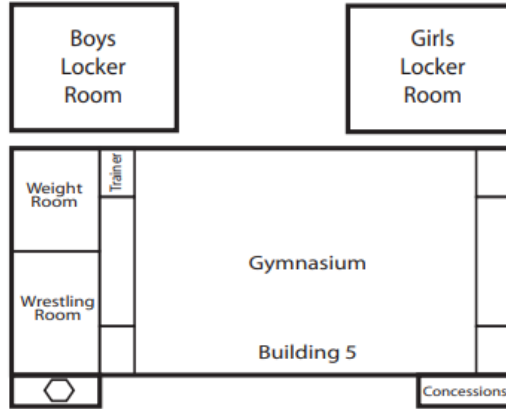 Boys
Locker
Room
Girls
Locker
Room
Trainer
Weight
Room
Gymnasium
Wrestling
Room
Building 5
Concessions